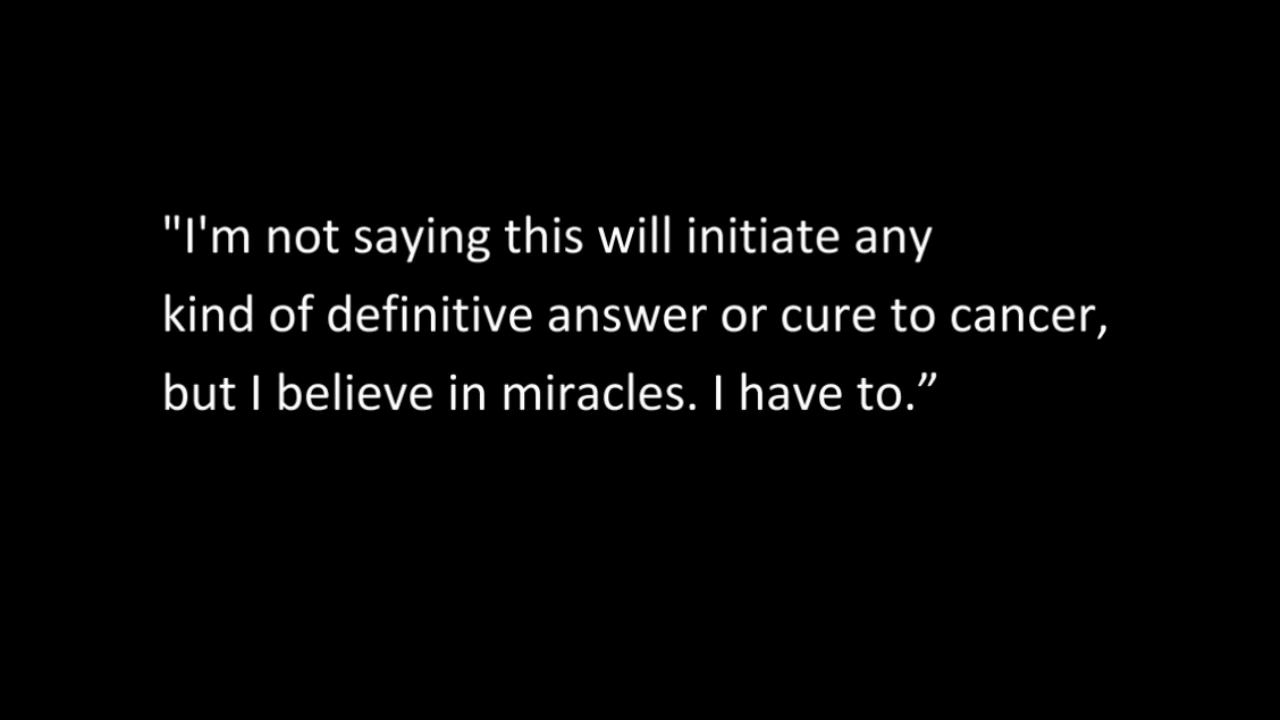 "I'm not saying this will initiate any
kind of definitive answer or cure to cancer,
but I believe in miracles. I have to.”